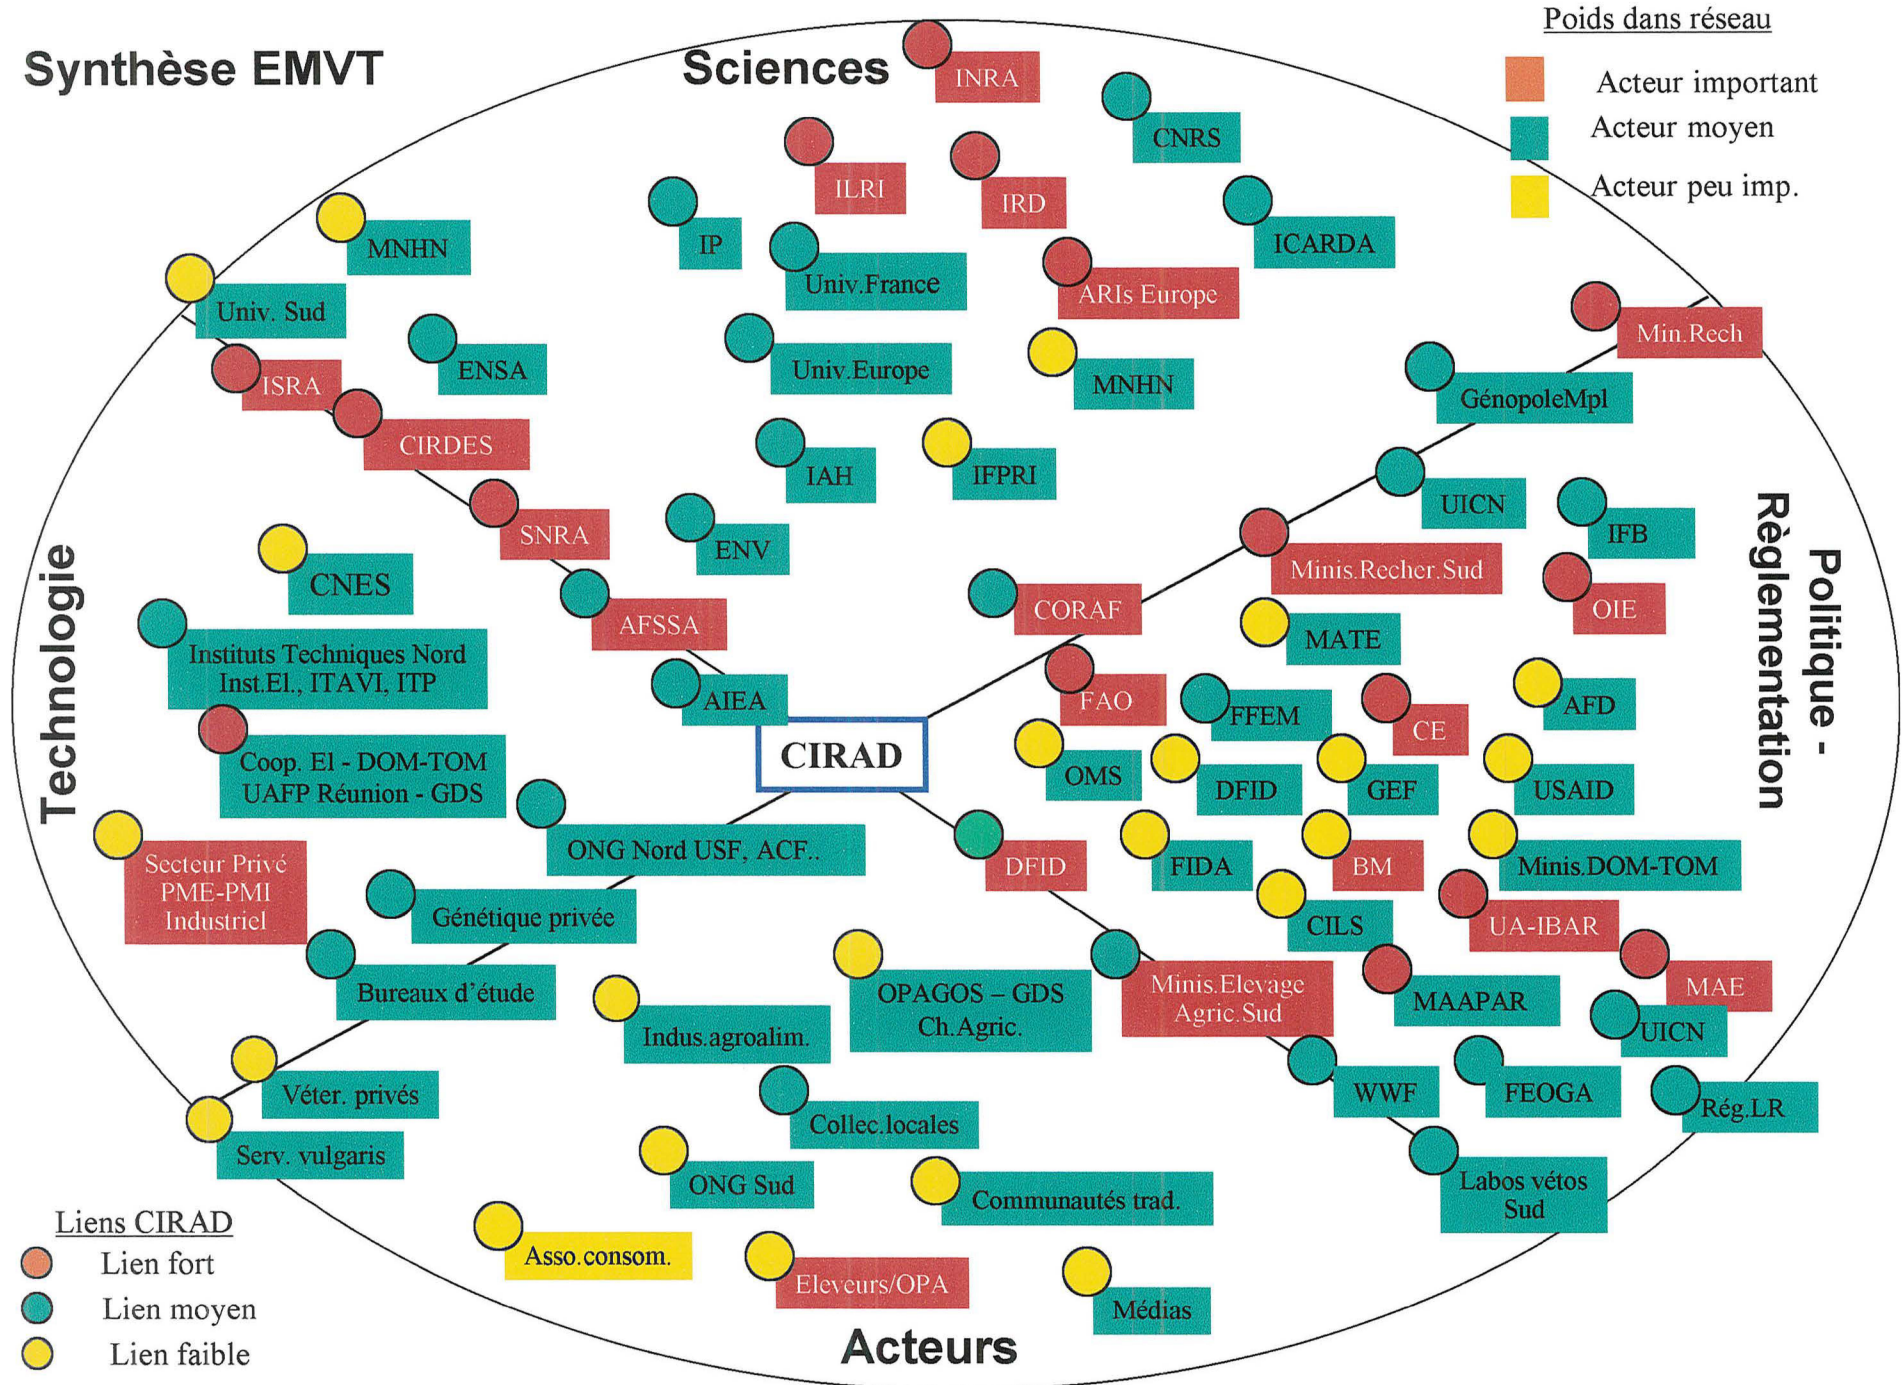 Synthèse EMVT
Sciences
Poids dans réseau
Acteur important
Acteur moyen
Acteur peu imp.
INRA
CNRS
ILRI
IRD
IP
ICARDA
MNHN
Univ.France
ARIs Europe
Univ. Sud
Min.Rech
ISRA
ENSA
Univ.Europe
MNHN
GénopoleMpl
CIRDES
IAH
IFPRI
UICN
IFB
SNRA
ENV
Minis.Recher.Sud
OIE
Politique -
Règlementation
Technologie
CNES
AFSSA
CORAF
MATE
Instituts Techniques Nord
Inst.El., ITAVI, ITP
AIEA
FAO
FFEM
CE
AFD
CIRAD
Coop. El - DOM-TOM
UAFP Réunion - GDS
OMS
DFID
GEF
USAID
ONG Nord USF, ACF..
DFID
FIDA
BM
Minis.DOM-TOM
Secteur Privé
PME-PMI
Industriel
Génétique privée
CILS
UA-IBAR
Bureaux d’étude
OPAGOS – GDS
Ch.Agric.
Minis.Elevage
Agric.Sud
MAAPAR
MAE
Indus.agroalim.
UICN
Véter. privés
Collec.locales
WWF
FEOGA
Rég.LR
Serv. vulgaris
ONG Sud
Communautés trad.
Labos vétos
Sud
Liens CIRAD
Lien fort
Lien moyen
Lien faible
Asso.consom.
Eleveurs/OPA
Médias
Acteurs